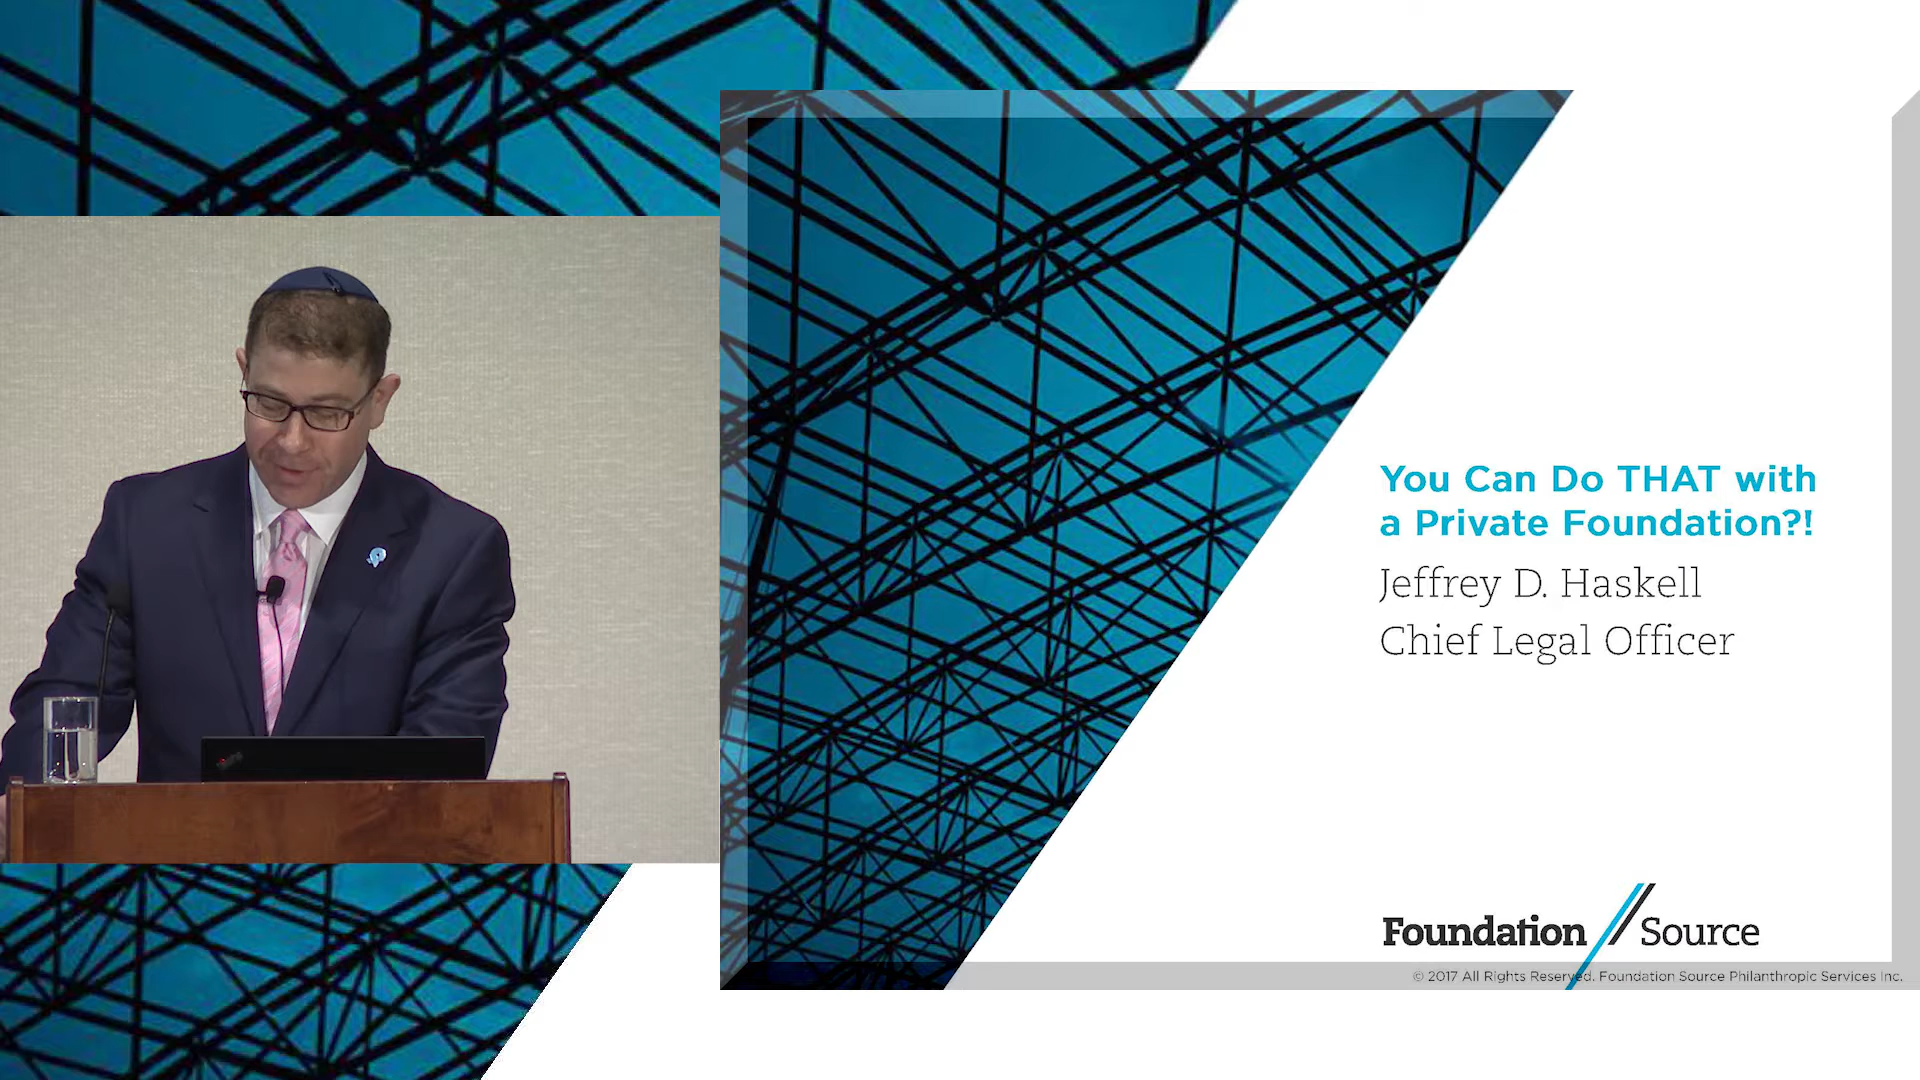 You Can Do THAT with
a Private Foundation?!
Jeffrey D. Haskell
Chief Legal Officer
Foundation Source
© 2017 All Rights Reserved. Foundation Source Philanthropic Services Inc.